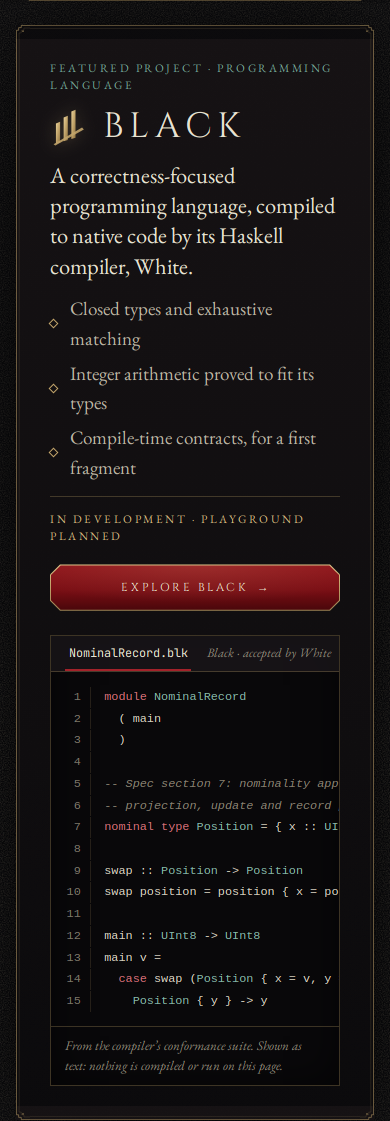 FEATURED PROJECT · PROGRAMMING
LANGUAGE
BLACK
A correctness-focused
programming language, compiled
to native code by its Haskell
compiler, White.
Closed types and exhaustive
matching
Integer arithmetic proved to fit its
types
Compile-time contracts, for a first
fragment
IN DEVELOPMENT · PLAYGROUND
PLANNED
EXPLORE BLACK →
NominalRecord.blk Black · accepted by White
1 module NominalRecord
2   ( main
3   )
4
5 -- Spec section 7: nominality app
6 -- projection, update and record
7 nominal type Position = { x :: UI
8
9 swap :: Position -> Position
10 swap position = position { x = po
11
12 main :: UInt8 -> UInt8
13 main v =
14   case swap (Position { x = v, y
15     Position { y } -> y
From the compiler's conformance suite. Shown as
text: nothing is compiled or run on this page.